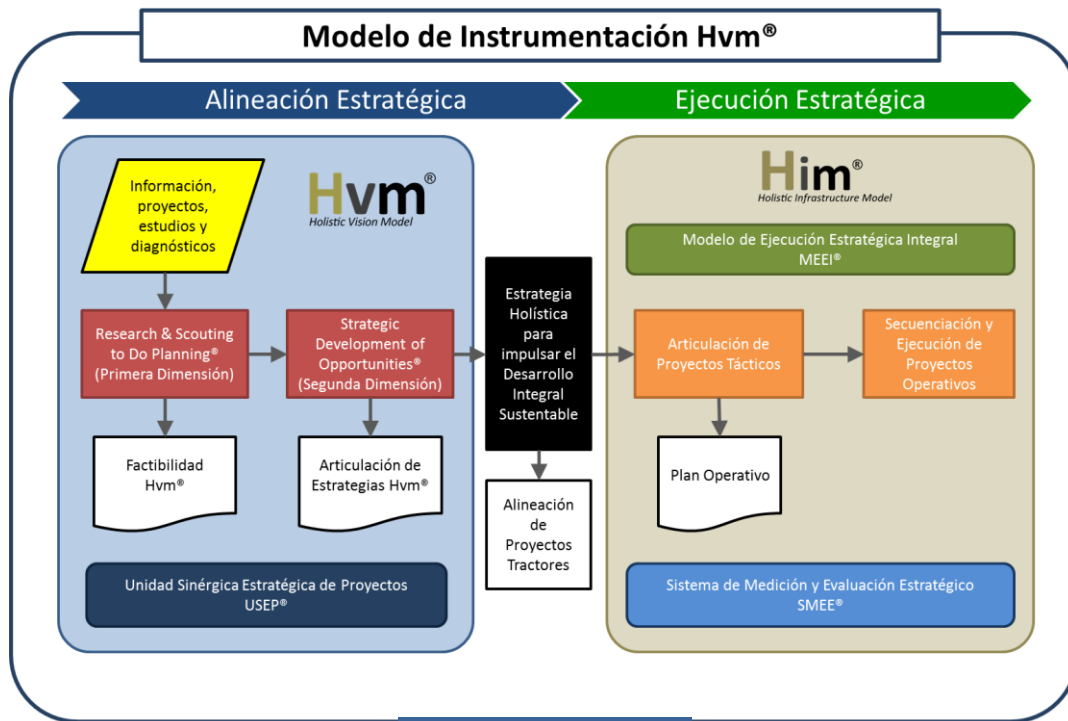 Modelo de Instrumentación Hvm®
Alineación Estratégica
Ejecución Estratégica
Información,
proyectos,
estudios y
diagnósticos
Hvm®
Holistic Vision Model
Research & Scouting
to Do Planning®
(Primera Dimensión)
Strategic
Development of
Opportunities®
(Segunda Dimensión)
Factibilidad
Hvm®
Articulación de
Estrategias Hvm®
Unidad Sinérgica Estratégica de Proyectos
USEP®
Estrategia
Holística
para
impulsar el
Desarrollo
Integral
Sustentable
Alineación
de
Proyectos
Tractores
Him®
Holistic Infrastructure Model
Modelo de Ejecución Estratégica Integral
MEEI®
Articulación de
Proyectos Tácticos
Secuenciación y
Ejecución de
Proyectos
Operativos
Plan Operativo
Sistema de Medición y Evaluación Estratégico
SMEE®